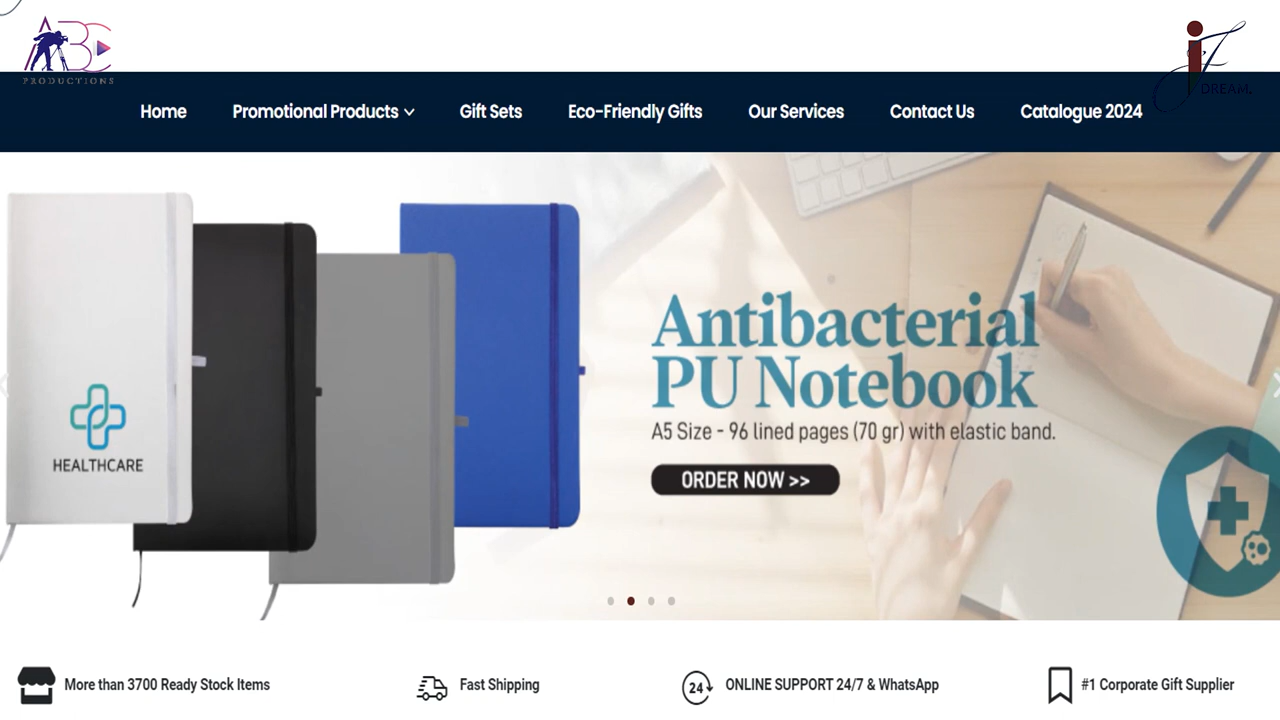 ABC
PRODUCTIONS
iJ
DREAM.
Home Promotional Products Gift Sets Eco-Friendly Gifts Our Services Contact Us Catalogue 2024
Antibacterial
PU Notebook
A5 Size - 96 lined pages (70 gr) with elastic band.
ORDER NOW >>
HEALTHCARE
More than 3700 Ready Stock Items
Fast Shipping
24
ONLINE SUPPORT 24/7 & WhatsApp
#1 Corporate Gift Supplier